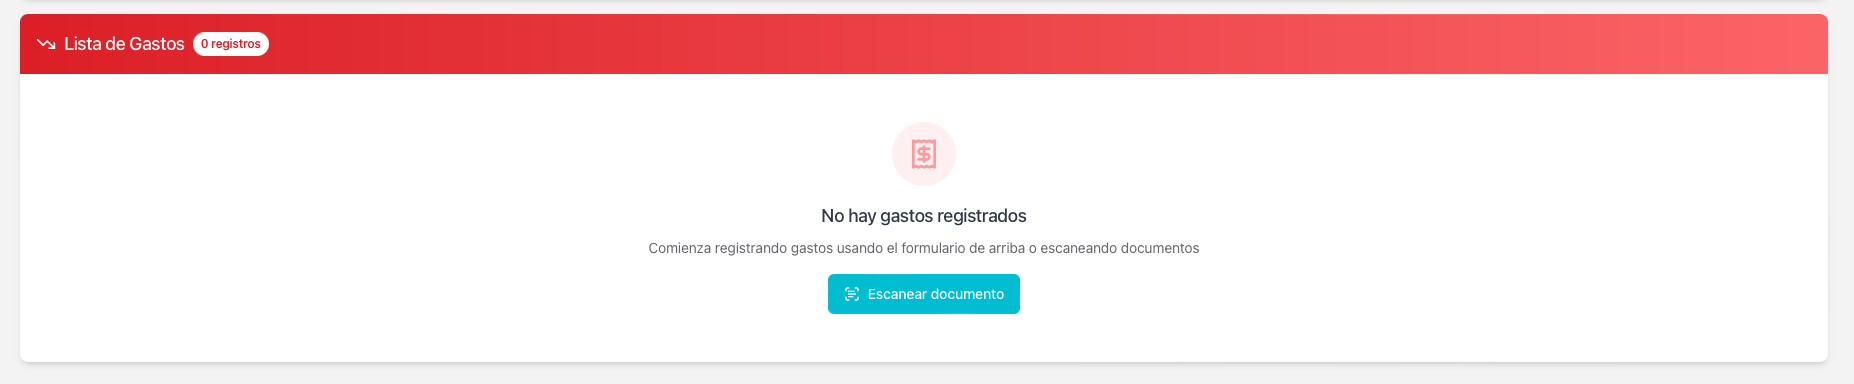 Lista de Gastos 0 registros
No hay gastos registrados
Comienza registrando gastos usando el formulario de arriba o escaneando documentos
Escanear documento